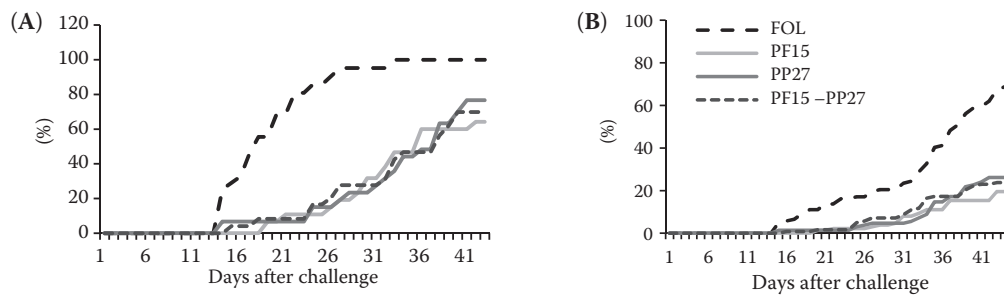 (A)
120
100
80
60
40
20
0
(%)
1 6 11 16 21 26 31 36 41
Days after challenge
(B)
100
80
60
40
20
0
(%)
FOL
PF15
PP27
PF15 –PP27
1 6 11 16 21 26 31 36 41
Days after challenge